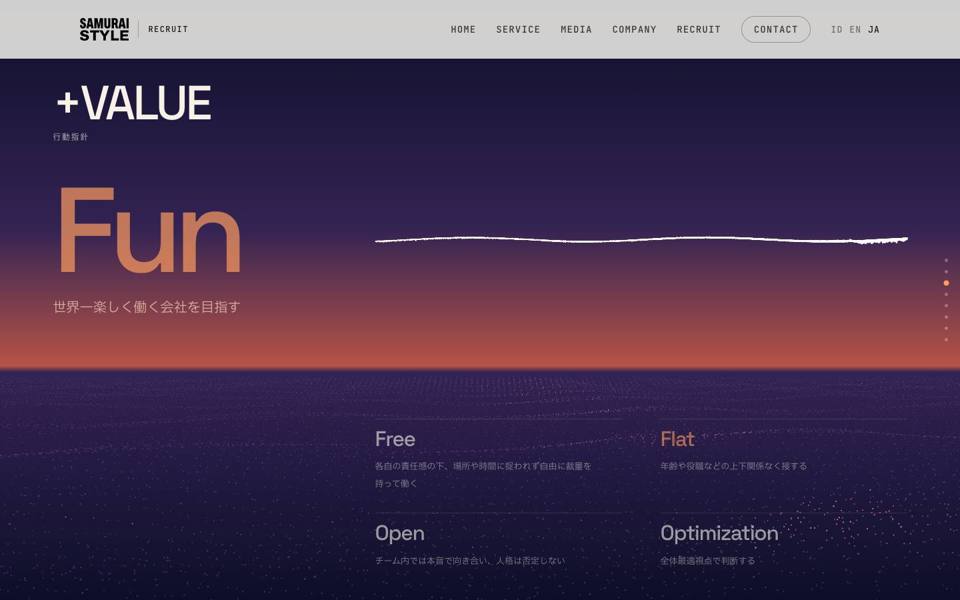 SAMURAI
STYLE
RECRUIT
HOME SERVICE MEDIA COMPANY RECRUIT CONTACT ID EN JA
+VALUE
行動指針
Fun
世界一楽しく働く会社を目指す
Free
各自の責任感の下、場所や時間に捉われず自由に裁量を
持って働く
Flat
年齢や役職などの上下関係なく接する
Open
チーム内では本音で向き合い、人格は否定しない
Optimization
全体最適視点で判断する